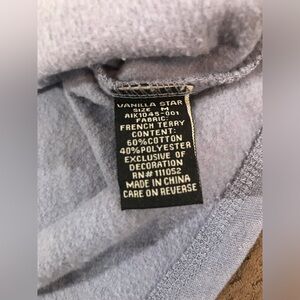 VANILLA STAR
SIZE M
AIK1045-001
FABRIC:
FRENCH TERRY
CONTENT:
60%COTTON
40%POLYESTER
EXCLUSIVE OF
DECORATION
RN# 111052
MADE IN CHINA
CARE ON REVERSE